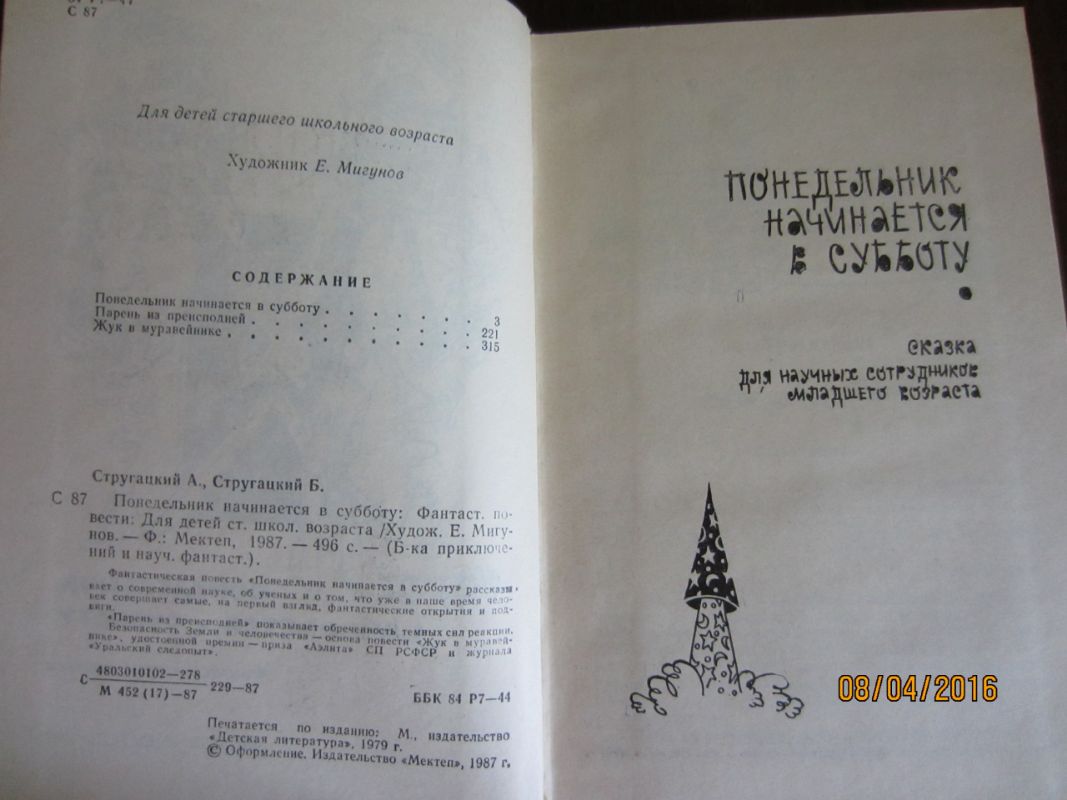 С 87
Для детей старшего школьного возраста
Художник Е. Мигунов
СОДЕРЖАНИЕ
Понедельник начинается в субботу . . . . . . . 3
Парень из преисподней . . . . . . . . . . 221
Жук в муравейнике . . . . . . . . . . . 315
Стругацкий А., Стругацкий Б.
С 87 Понедельник начинается в субботу: Фантаст. по-
вести: Для детей ст. школ. возраста /Худож. Е. Мигу-
нов. — Ф.: Мектеп, 1987. — 496 с. — (Б-ка приключе-
ний и науч. фантаст.).
Фантастическая повесть «Понедельник начинается в субботу» рассказы-
вает о современной науке, об ученых и о том, что уже в наше время чело-
век совершает самые, на первый взгляд, фантастические открытия и под-
виги.
«Парень из преисподней» показывает обреченность темных сил реакции.
Безопасность Земли и человечества — основа повести «Жук в муравей-
нике», удостоенной премии — приза «Аэлита» СП РСФСР и журнала
«Уральский следопыт».
С 4803010102—278
М 452 (17)—87
229—87
ББК 84 Р7—44
Печатается по изданию: М., издательство
«Детская литература», 1979 г.
© Оформление. Издательство «Мектеп», 1987 г.
ПОНЕДЕЛЬНИК
НАЧИНАЕТСЯ
В СУББОТУ
СКАЗКА
ДЛЯ НАУЧНЫХ СОТРУДНИКОВ
МЛАДШЕГО ВОЗРАСТА
08/04/2016